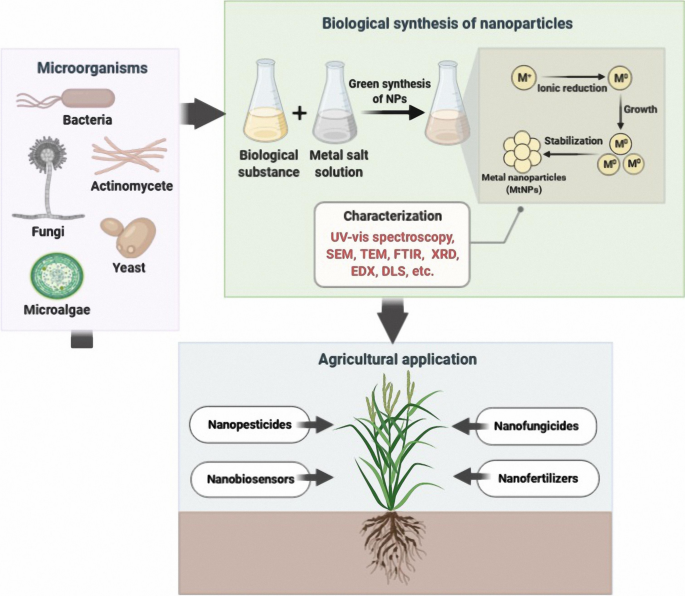 Biological synthesis of nanoparticles
Microorganisms
Bacteria
Actinomycete
Fungi
Yeast
Microalgae
Biological
substance
+
Metal salt
solution
Green synthesis
of NPs
M⁺
Ionic reduction
M⁰
Growth
M⁰
M⁰ M⁰
Stabilization
Metal nanoparticles
(MtNPs)
Characterization
UV-vis spectroscopy,
SEM, TEM, FTIR, XRD,
EDX, DLS, etc.
Agricultural application
Nanopesticides
Nanofungicides
Nanobiosensors
Nanofertilizers